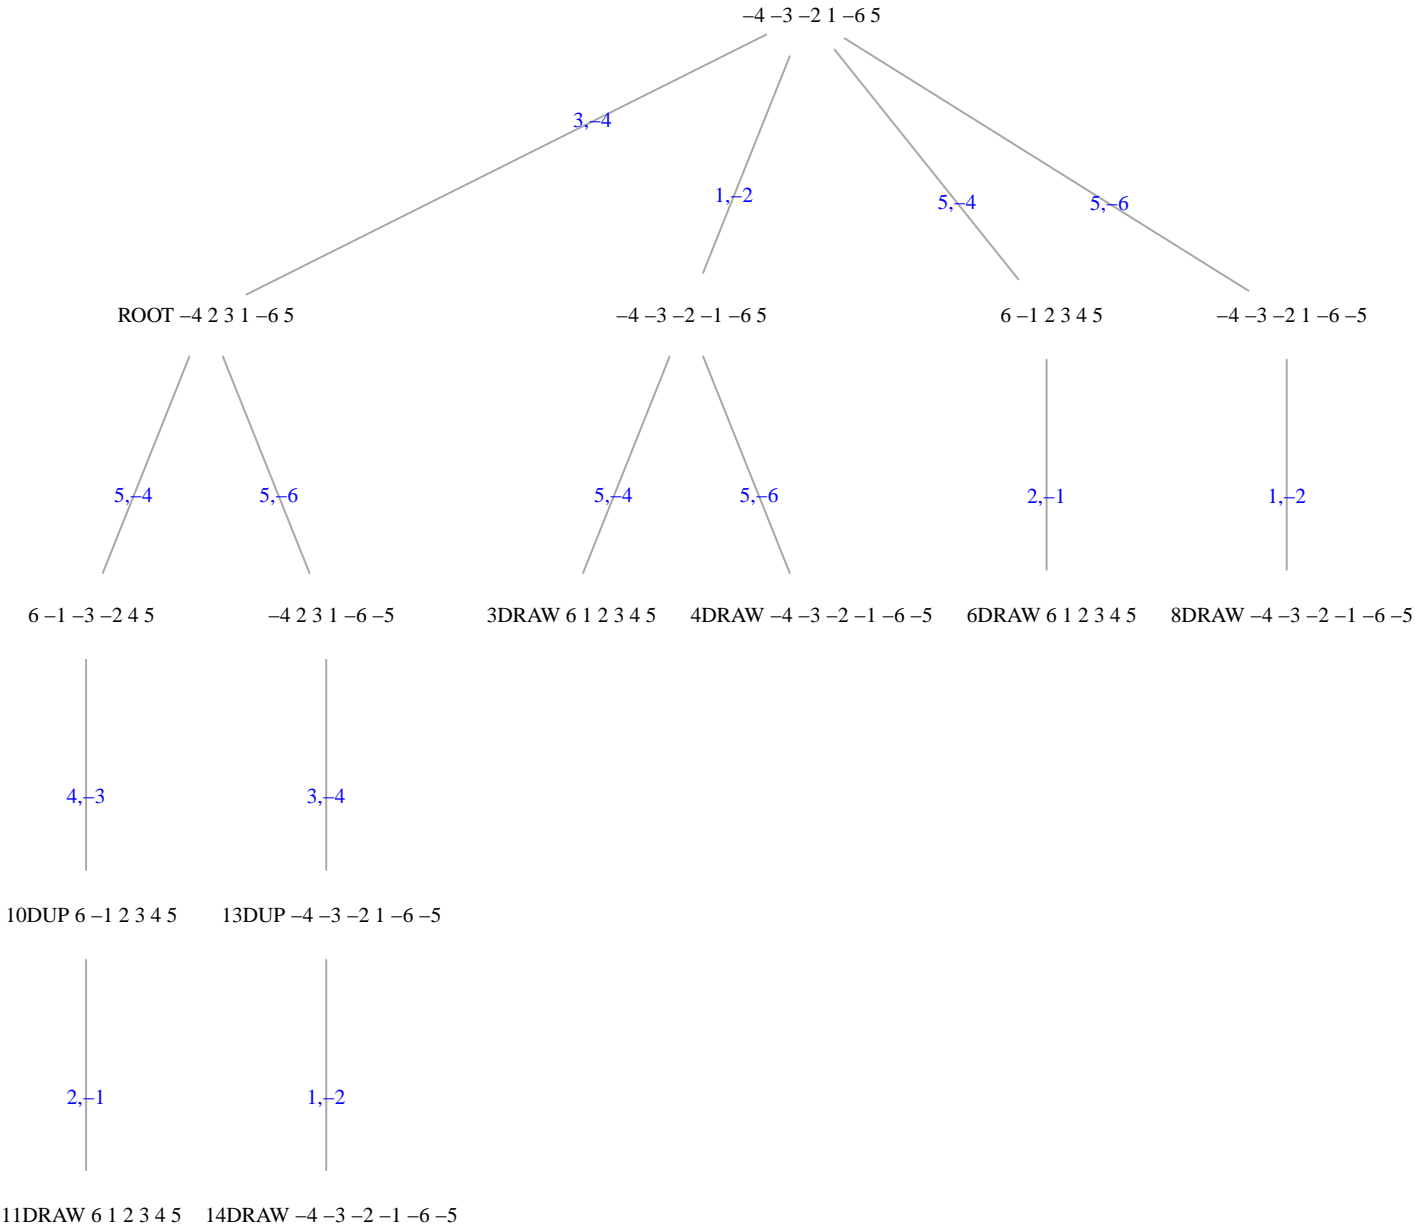 −4 −3 −2 1 −6 5
3,−4
1,−2
5,−4
5,−6
ROOT −4 2 3 1 −6 5
−4 −3 −2 −1 −6 5
6 −1 2 3 4 5
−4 −3 −2 1 −6 −5
5,−4
5,−6
5,−4
5,−6
2,−1
1,−2
6 −1 −3 −2 4 5
−4 2 3 1 −6 −5
3DRAW 6 1 2 3 4 5
4DRAW −4 −3 −2 −1 −6 −5
6DRAW 6 1 2 3 4 5
8DRAW −4 −3 −2 −1 −6 −5
4,−3
3,−4
10DUP 6 −1 2 3 4 5
13DUP −4 −3 −2 1 −6 −5
2,−1
1,−2
11DRAW 6 1 2 3 4 5
14DRAW −4 −3 −2 −1 −6 −5